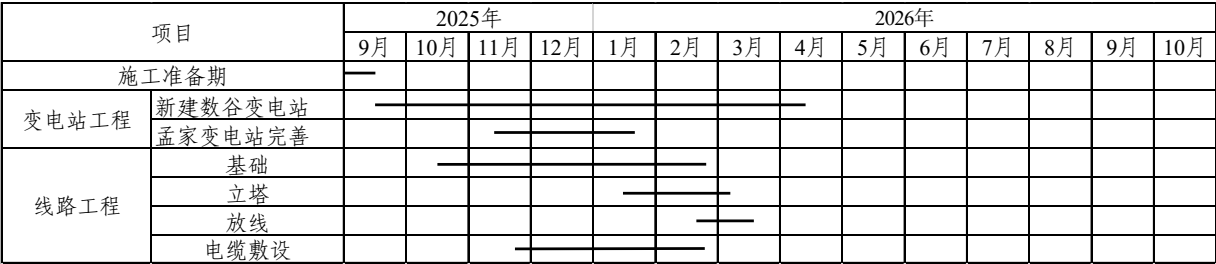 项目 2025年 2026年
9月 10月 11月 12月 1月 2月 3月 4月 5月 6月 7月 8月 9月 10月
施工准备期
变电站工程 新建数谷变电站
孟家变电站完善
线路工程 基础
立塔
放线
电缆敷设